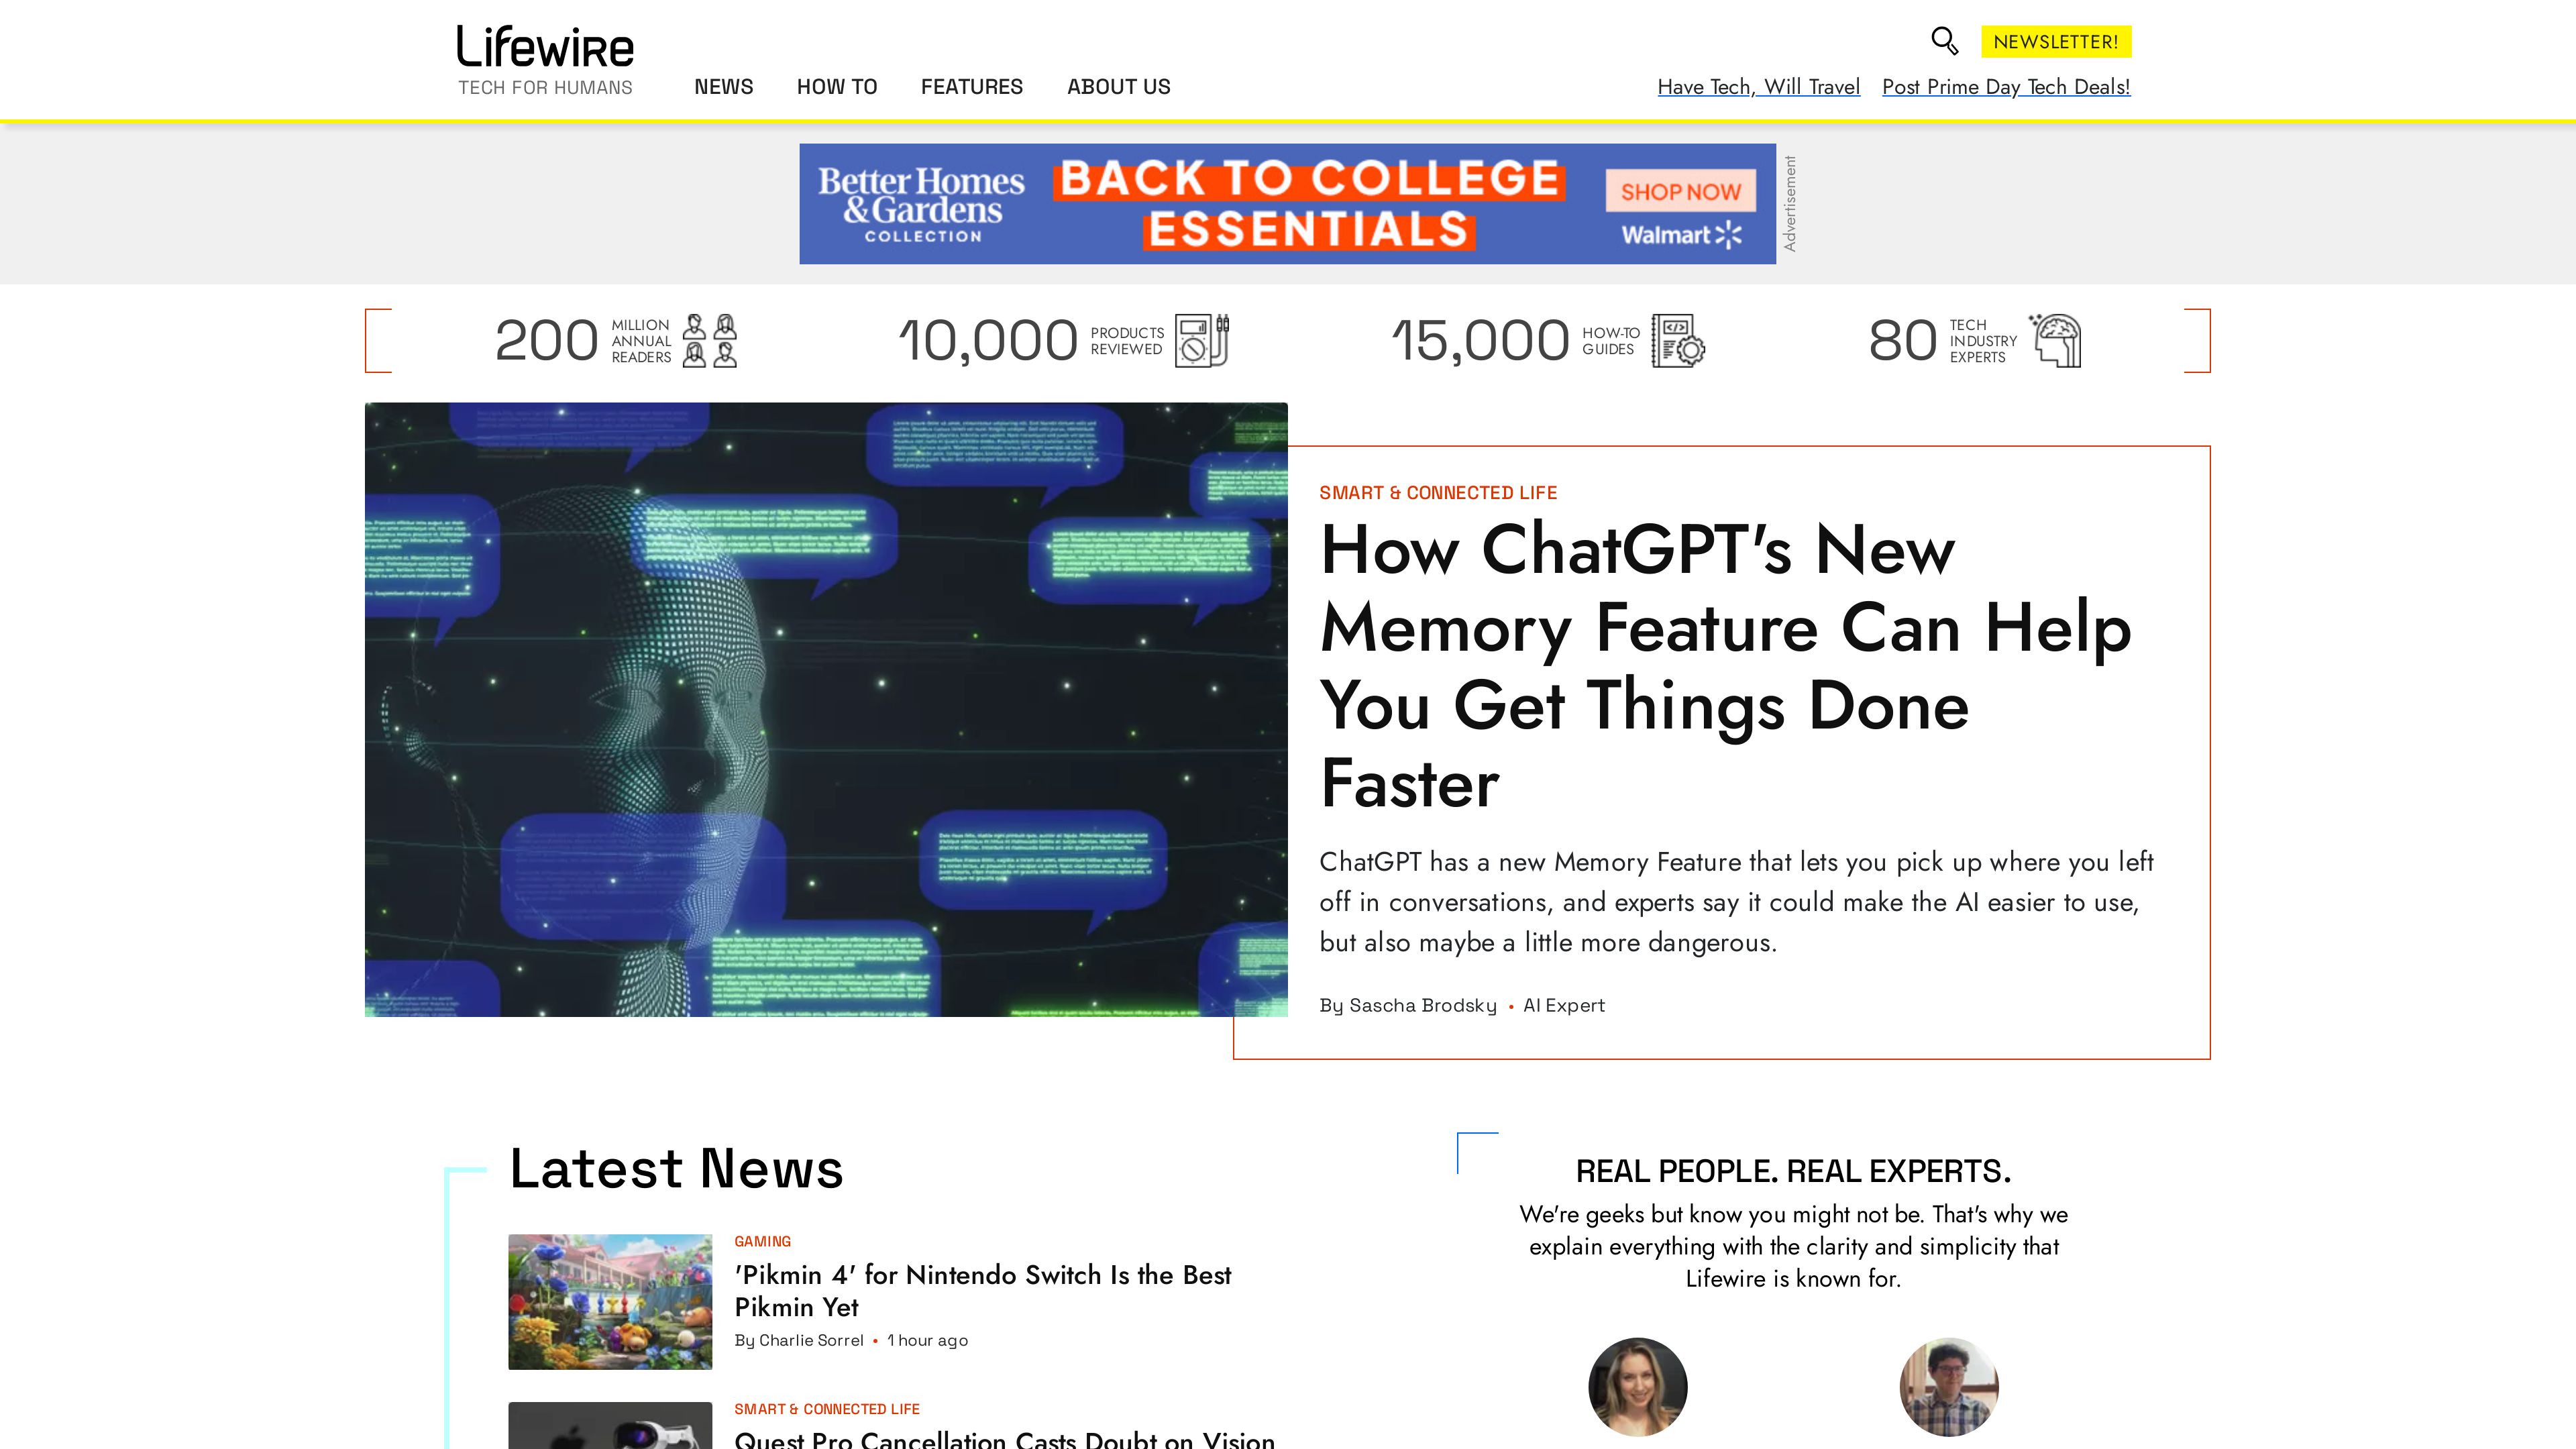 Lifewire
TECH FOR HUMANS
NEWS
HOW TO
FEATURES
ABOUT US
NEWSLETTER!
Have Tech, Will Travel
Post Prime Day Tech Deals!
Better Homes
& Gardens
COLLECTION
BACK TO COLLEGE
ESSENTIALS
SHOP NOW
Walmart
Advertisement
200
MILLION
ANNUAL
READERS
10,000
PRODUCTS
REVIEWED
15,000
HOW-TO
GUIDES
80
TECH
INDUSTRY
EXPERTS
SMART & CONNECTED LIFE
How ChatGPT's New
Memory Feature Can Help
You Get Things Done
Faster
ChatGPT has a new Memory Feature that lets you pick up where you left
off in conversations, and experts say it could make the AI easier to use,
but also maybe a little more dangerous.
By Sascha Brodsky • AI Expert
Latest News
GAMING
'Pikmin 4' for Nintendo Switch Is the Best
Pikmin Yet
By Charlie Sorrel • 1 hour ago
SMART & CONNECTED LIFE
Quest Pro Cancellation Casts Doubt on Vision
REAL PEOPLE. REAL EXPERTS.
We're geeks but know you might not be. That's why we
explain everything with the clarity and simplicity that
Lifewire is known for.